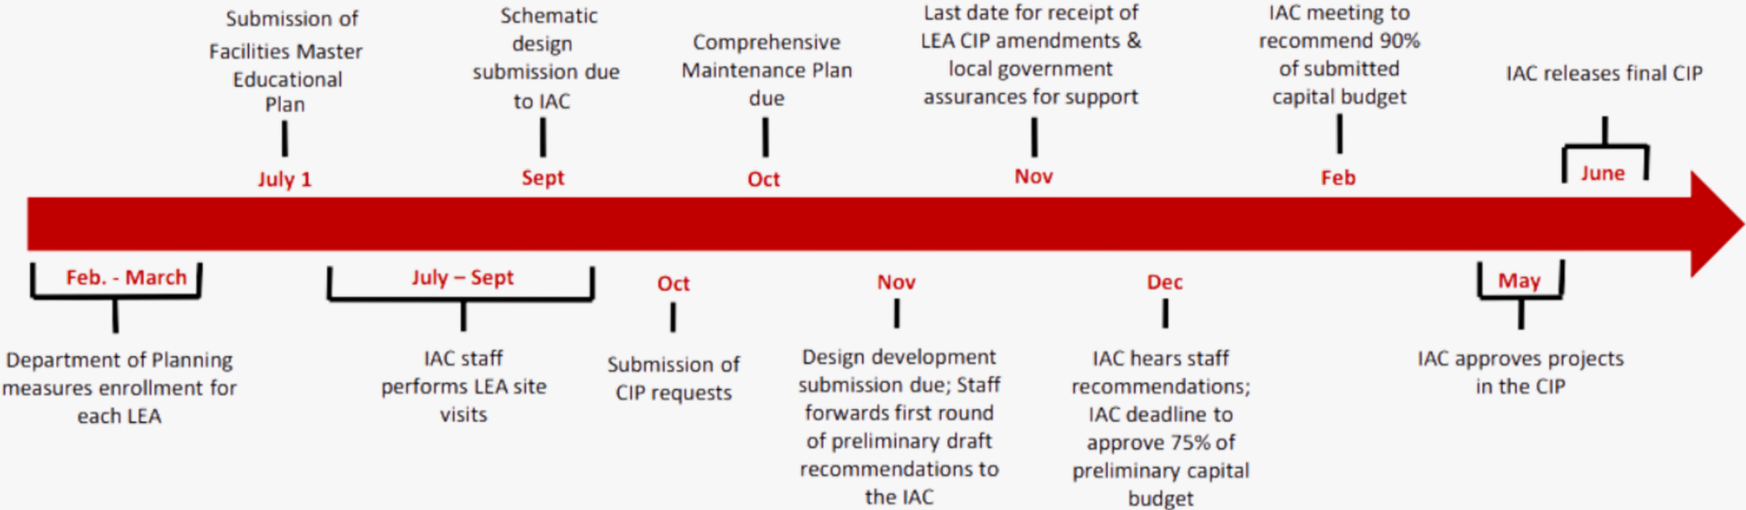 Submission of
Facilities Master
Educational
Plan
July 1
Schematic
design
submission due
to IAC
Sept
Comprehensive
Maintenance Plan
due
Oct
Last date for receipt of
LEA CIP amendments &
local government
assurances for support
Nov
IAC meeting to
recommend 90%
of submitted
capital budget
Feb
IAC releases final CIP
June
Feb. - March
Department of Planning
measures enrollment for
each LEA
July – Sept
IAC staff
performs LEA site
visits
Oct
Submission of
CIP requests
Nov
Design development
submission due; Staff
forwards first round
of preliminary draft
recommendations to
the IAC
Dec
IAC hears staff
recommendations;
IAC deadline to
approve 75% of
preliminary capital
budget
May
IAC approves projects
in the CIP